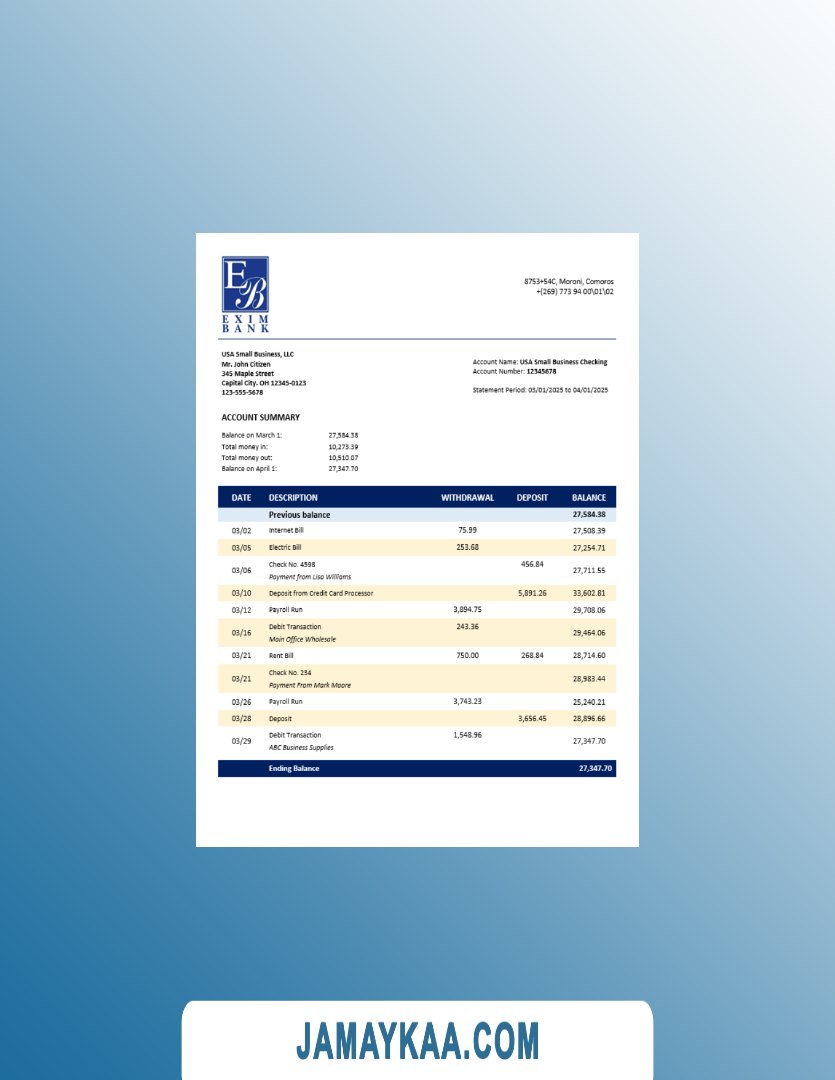 EB
EXIM
BANK
8753+54C, Moroni, Comoros
+(269) 773 94 00\01\02
USA Small Business, LLC
Mr. John Citizen
345 Maple Street
Capital City. OH 12345-0123
123-555-5678
Account Name: USA Small Business Checking
Account Number: 12345678
Statement Period: 03/01/2025 to 04/01/2025
ACCOUNT SUMMARY
Balance on March 1: 27,584.38
Total money in: 10,273.39
Total money out: 10,510.07
Balance on April 1: 27,347.70
DATE DESCRIPTION WITHDRAWAL DEPOSIT BALANCE
Previous balance 27,584.38
03/02 Internet Bill 75.99 27,508.39
03/05 Electric Bill 253.68 27,254.71
03/06 Check No. 4598 456.84 27,711.55
Payment from Lisa Williams
03/10 Deposit from Credit Card Processor 5,891.26 33,602.81
03/12 Payroll Run 3,894.75 29,708.06
03/16 Debit Transaction 243.36 29,464.06
Main Office Wholesale
03/21 Rent Bill 750.00 268.84 28,714.60
03/21 Check No. 234 28,983.44
Payment From Mark Moore
03/26 Payroll Run 3,743.23 25,240.21
03/28 Deposit 3,656.45 28,896.66
03/29 Debit Transaction 1,548.96 27,347.70
ABC Business Supplies
Ending Balance 27,347.70
JAMAYKAA.COM